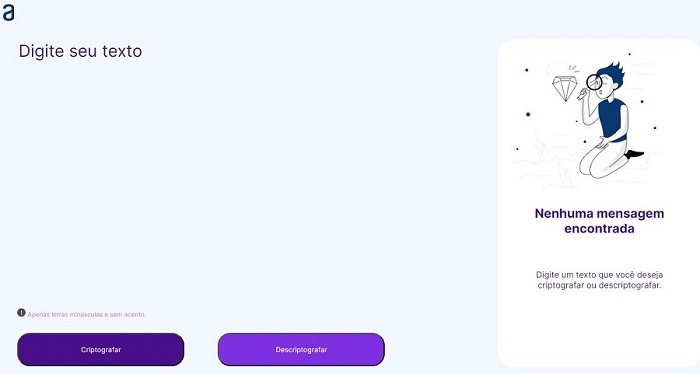 a
Digite seu texto
Nenhuma mensagem
encontrada
Digite um texto que você deseja
criptografar ou descriptografar.
Apenas letras minúsculas e sem acento.
Criptografar
Descriptografar